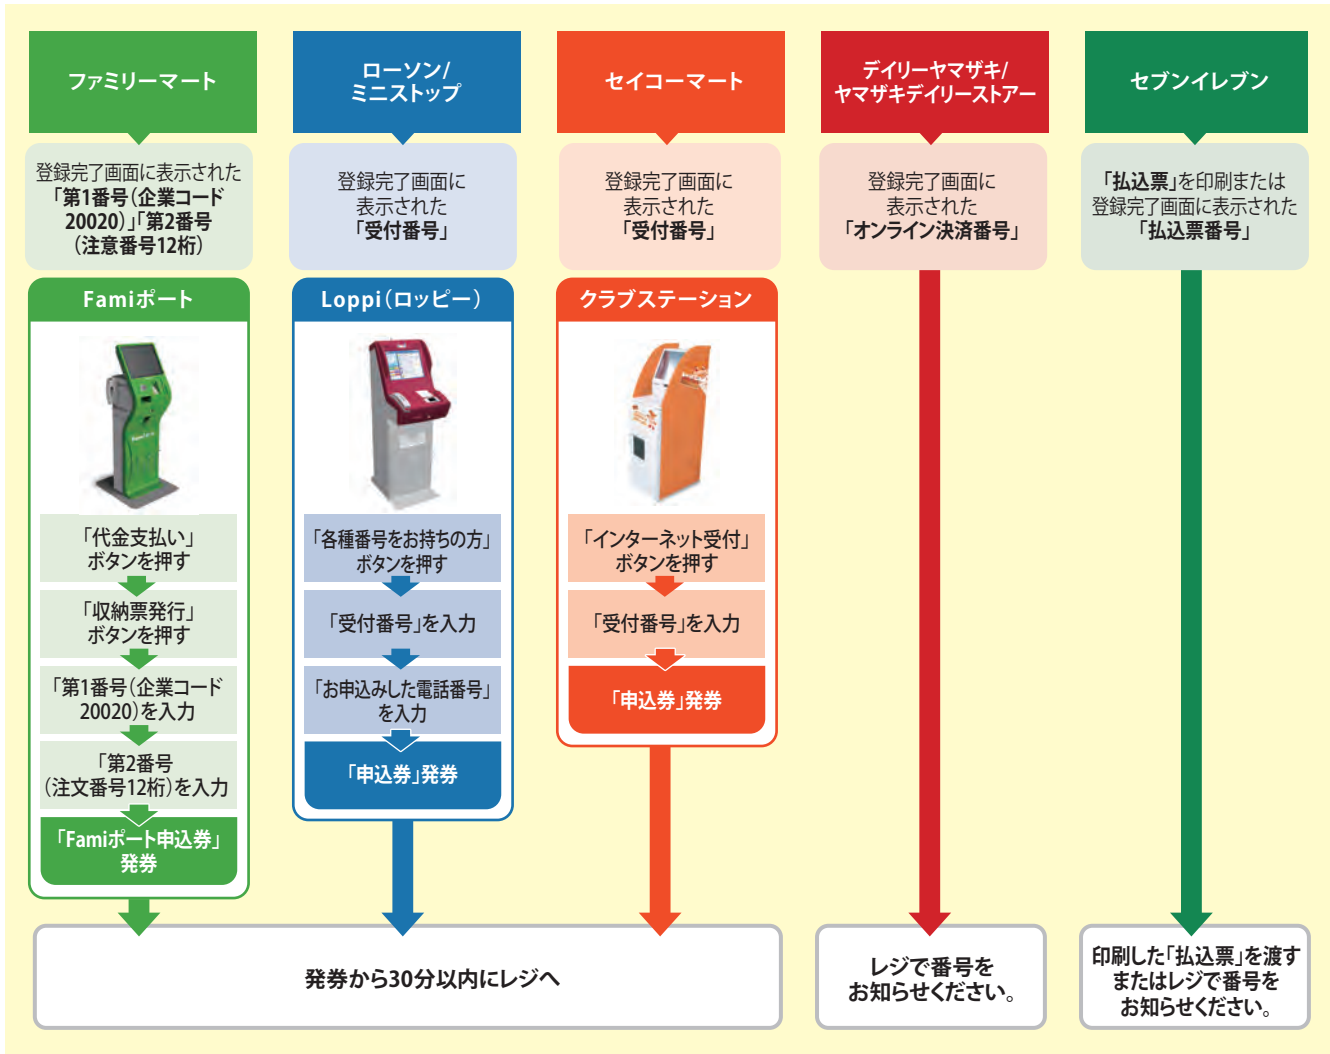 ファミリーマート
登録完了画面に表示された
「第1番号（企業コード
20020）」「第2番号
（注意番号12桁）
Famiポート
「代金支払い」
ボタンを押す
「収納票発行」
ボタンを押す
「第1番号（企業コード
20020）を入力
「第2番号
（注文番号12桁）を入力
「Famiポート申込券」
発券
ローソン/
ミニストップ
登録完了画面に
表示された
「受付番号」
Loppi（ロッピー）
「各種番号をお持ちの方」
ボタンを押す
「受付番号」を入力
「お申込みした電話番号」
を入力
「申込券」発券
セイコーマート
登録完了画面に
表示された
「受付番号」
クラブステーション
「インターネット受付」
ボタンを押す
「受付番号」を入力
「申込券」発券
発券から30分以内にレジへ
デイリーヤマザキ/
ヤマザキデイリーストアー
登録完了画面に
表示された
「オンライン決済番号」
レジで番号を
お知らせください。
セブンイレブン
「払込票」を印刷または
登録完了画面に表示された
「払込票番号」
印刷した「払込票」を渡す
またはレジで番号を
お知らせください。